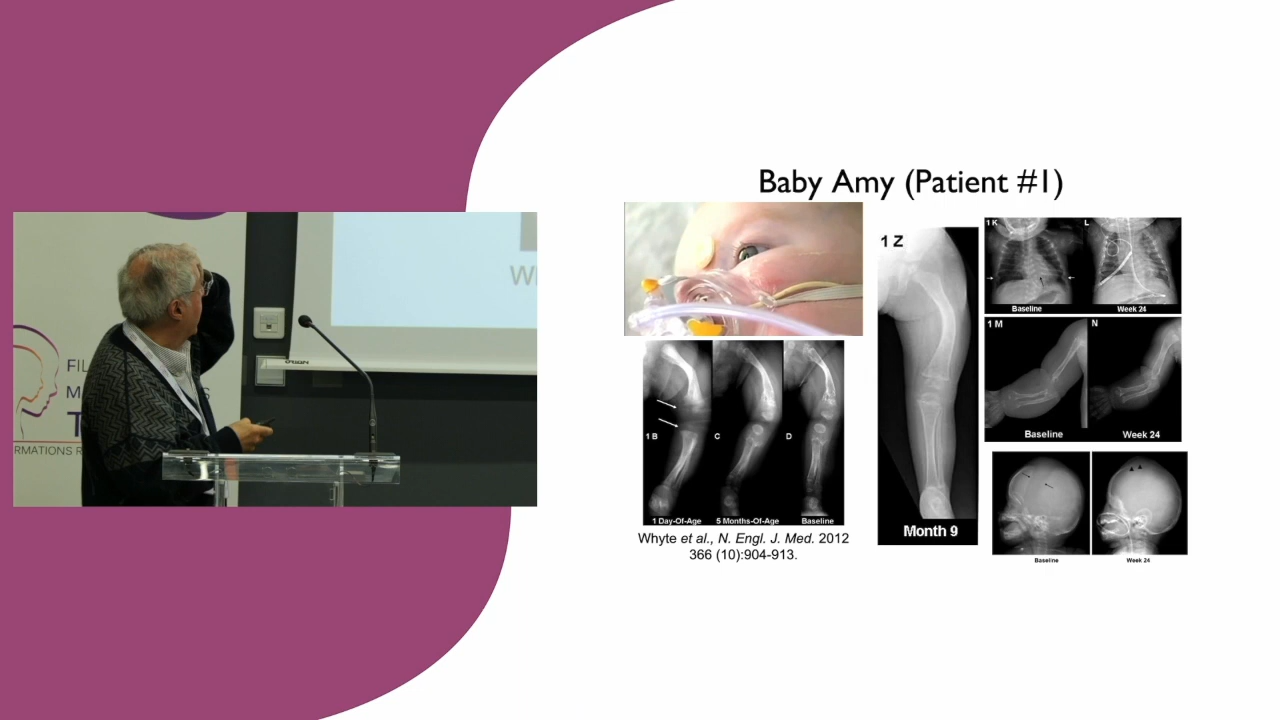 Baby Amy (Patient #1)
1 B
C
D
1 Day-Of-Age
5 Months-Of-Age
Baseline
Whyte et al., N. Engl. J. Med. 2012
366 (10):904-913.
1 Z
Month 9
1 K
L
Baseline
Week 24
1 M
N
Baseline
Week 24
Baseline
Week 24
FIL
M
T
RMATIONS R
W